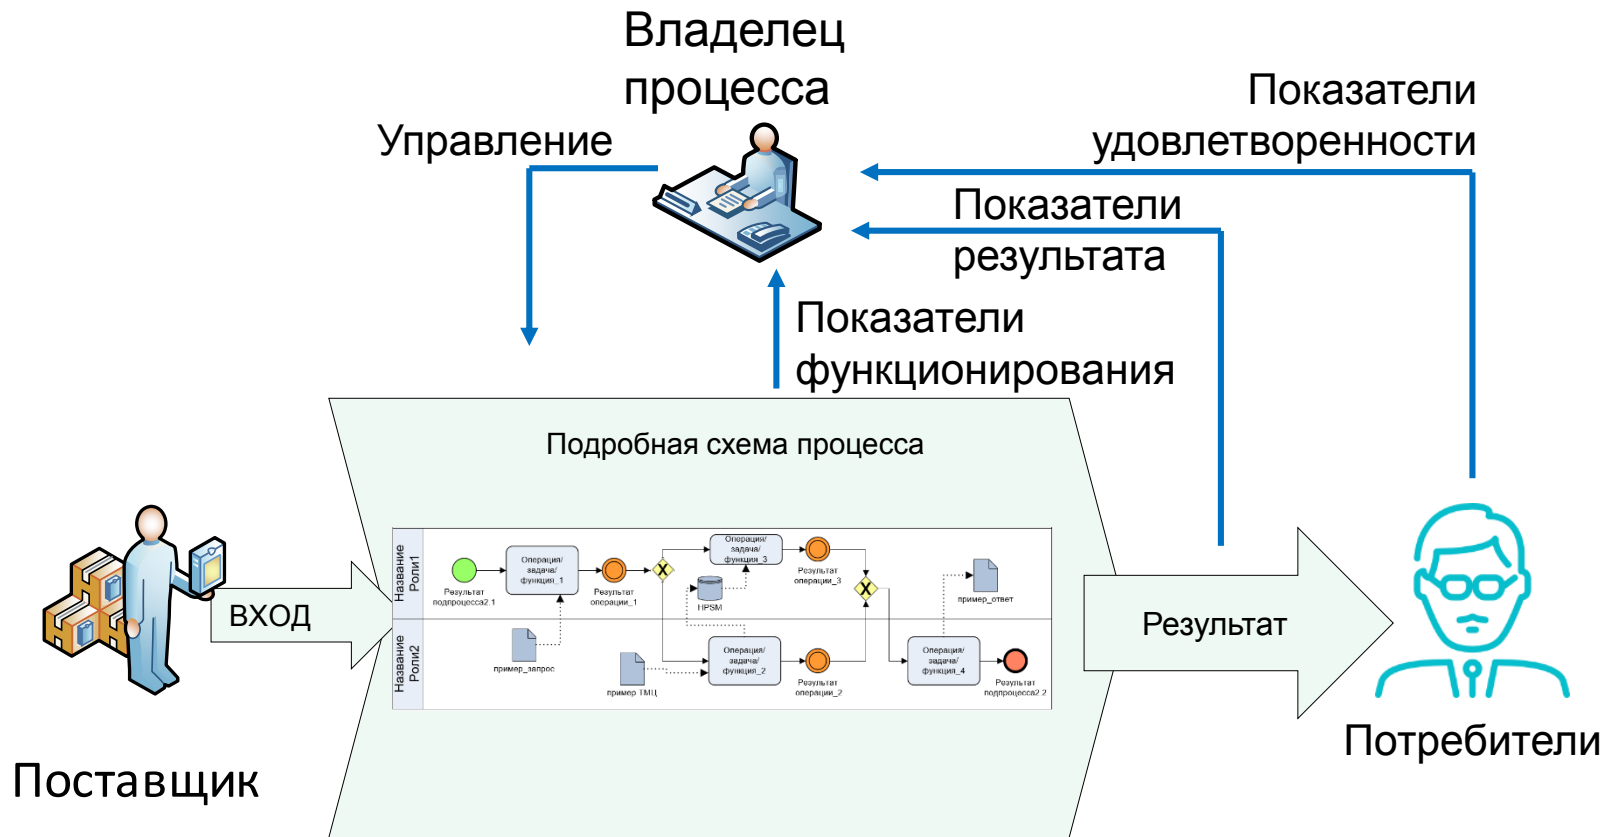 Владелец
процесса
Показатели
удовлетворенности
Управление
Показатели
результата
Показатели
функционирования
Подробная схема процесса
Название
Роли1
Результат
подпроцесса2.1
Операция/
задача/
функция_1
Результат
операции_1
X
Операция/
задача/
функция_3
Результат
операции_3
HPSM
X
пример_ответ
Название
Роли2
пример_запрос
пример ТМЦ
Операция/
задача/
функция_2
Результат
операции_2
Операция/
задача/
функция_4
Результат
подпроцесса2.2
ВХОД
Результат
Поставщик
Потребители